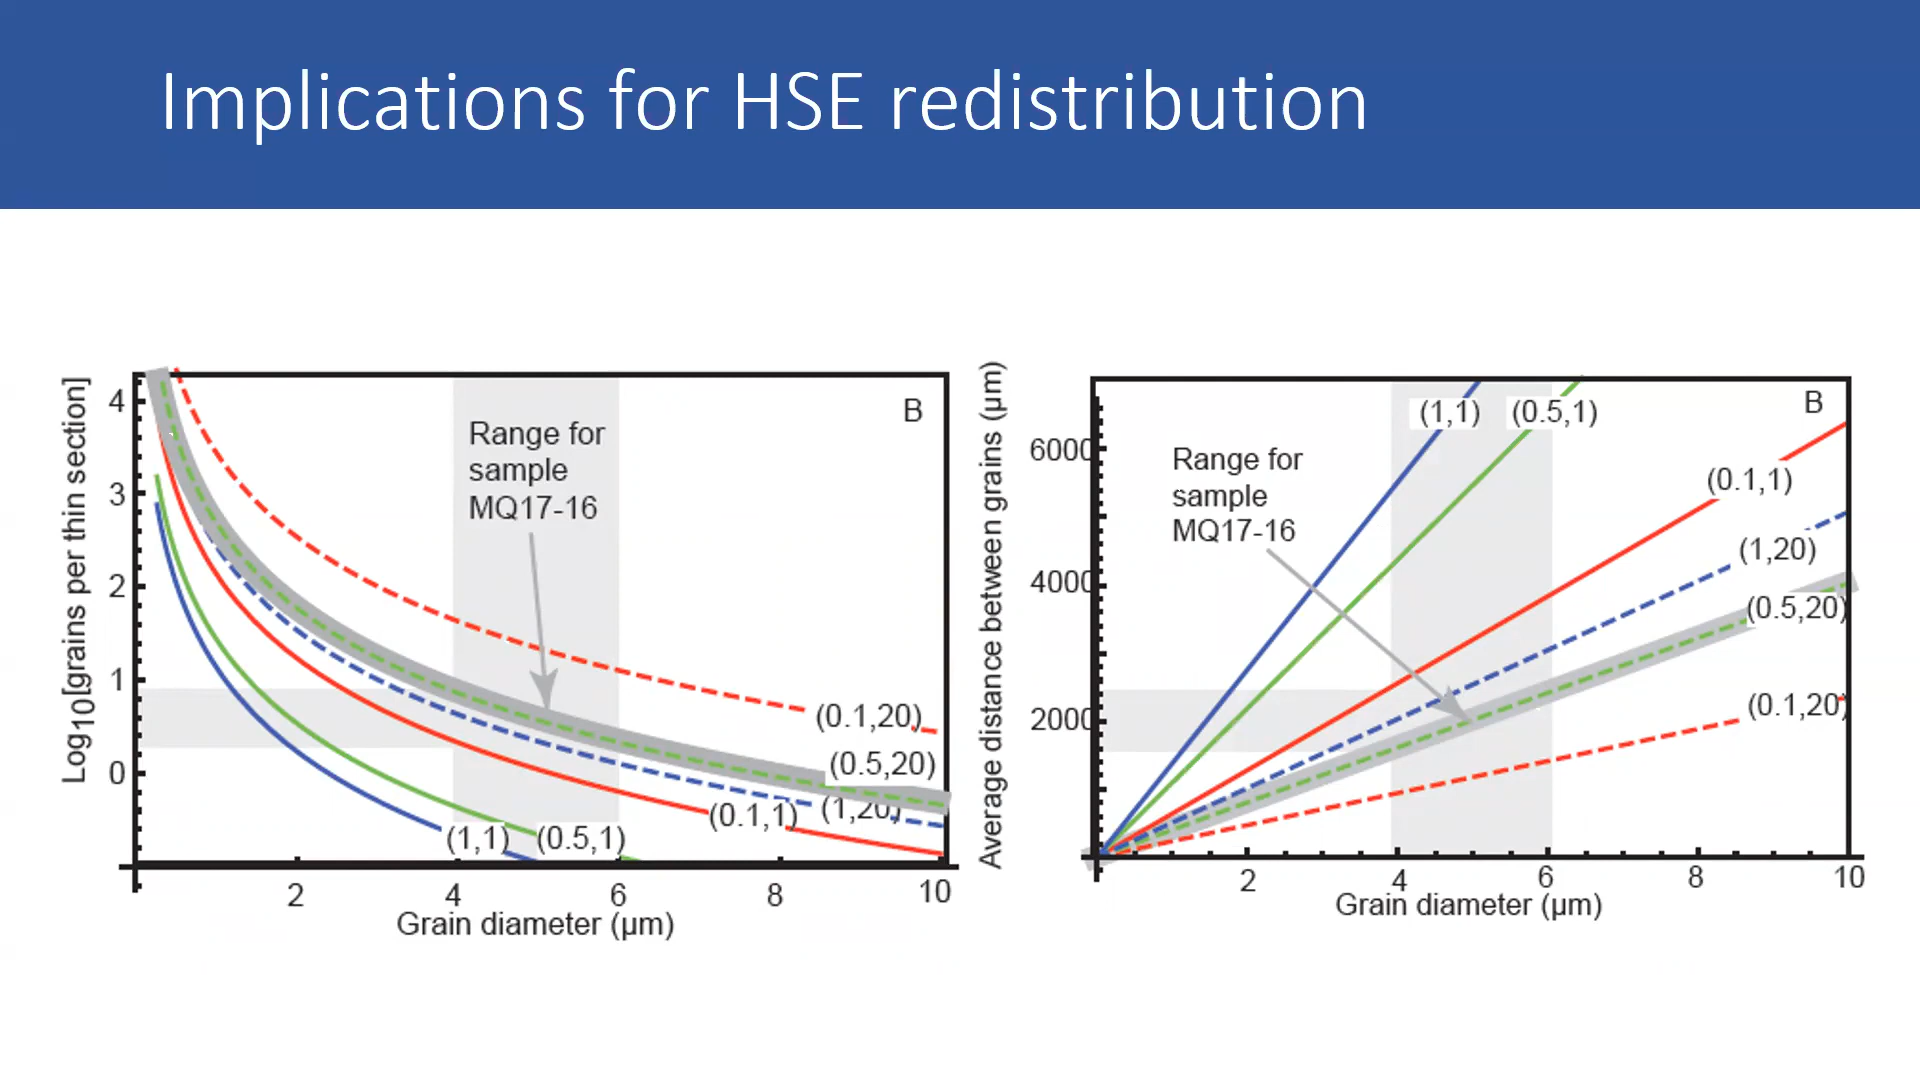 Implications for HSE redistribution
Log10[grains per thin section]
4
3
2
1
0
B
Range for
sample
MQ17-16
(0.1,20)
(0.5,20)
(1,20)
(0.1,1)
(1,1)
(0.5,1)
2
4
6
8
10
Grain diameter (µm)
Average distance between grains (µm)
6000
4000
2000
B
(1,1)
(0.5,1)
Range for
sample
MQ17-16
(0.1,1)
(1,20)
(0.5,20)
(0.1,20)
2
4
6
8
10
Grain diameter (µm)